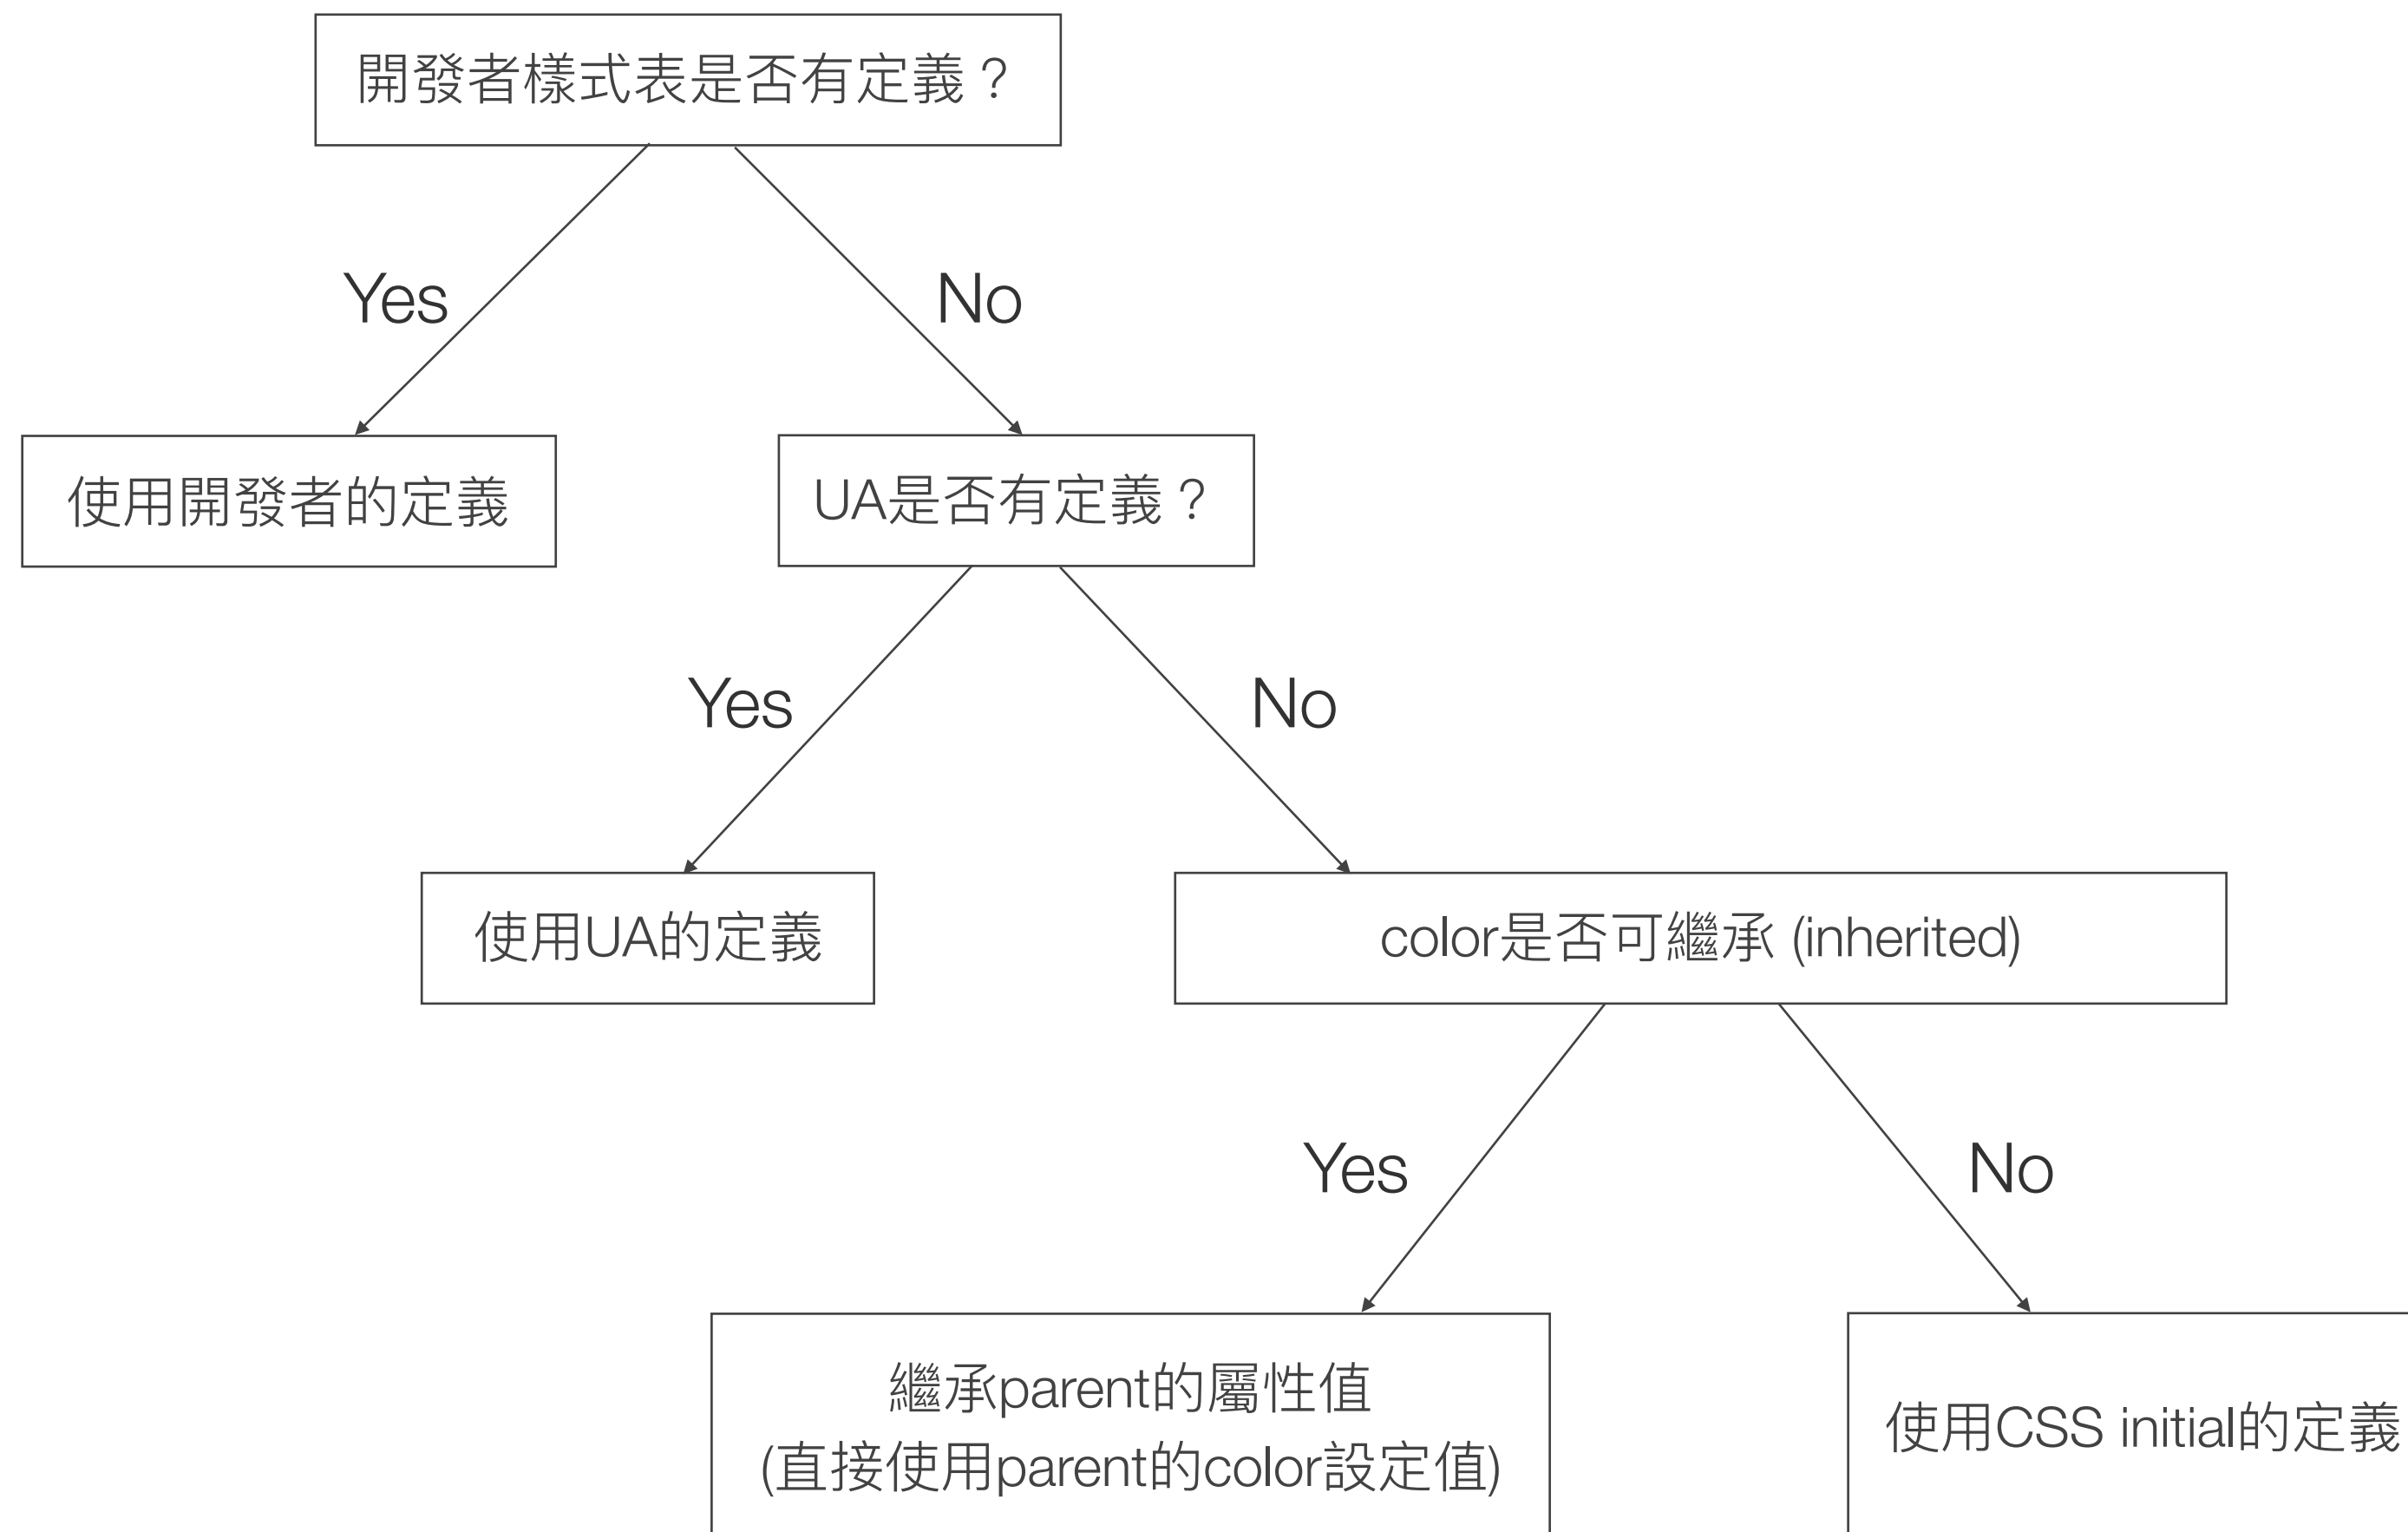 開發者樣式表是否有定義？
Yes
No
使用開發者的定義
UA是否有定義？
Yes
No
使用UA的定義
color是否可繼承 (inherited)
Yes
No
繼承parent的屬性值
(直接使用parent的color設定值)
使用CSS initial的定義